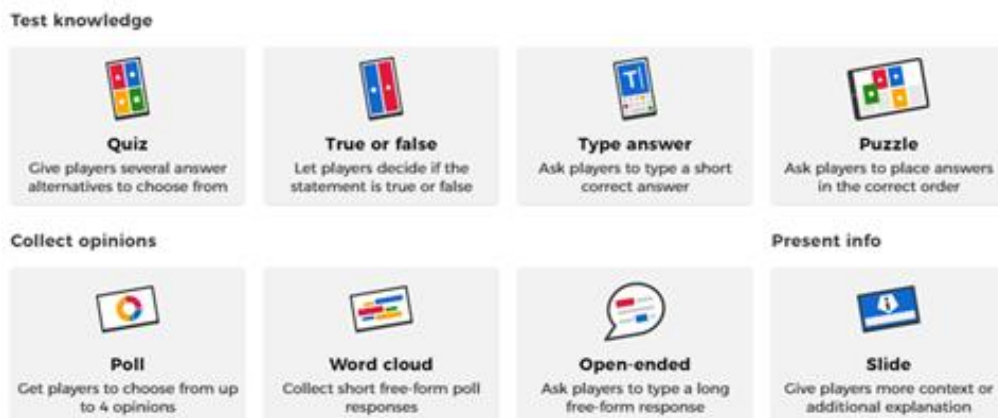 Test knowledge
Quiz
Give players several answer
alternatives to choose from
True or false
Let players decide if the
statement is true or false
Type answer
Ask players to type a short
correct answer
Puzzle
Ask players to place answers
in the correct order
Collect opinions
Present info
Poll
Get players to choose from up
to 4 opinions
Word cloud
Collect short free-form poll
responses
Open-ended
Ask players to type a long
free-form response
Slide
Give players more context or
additional explanation